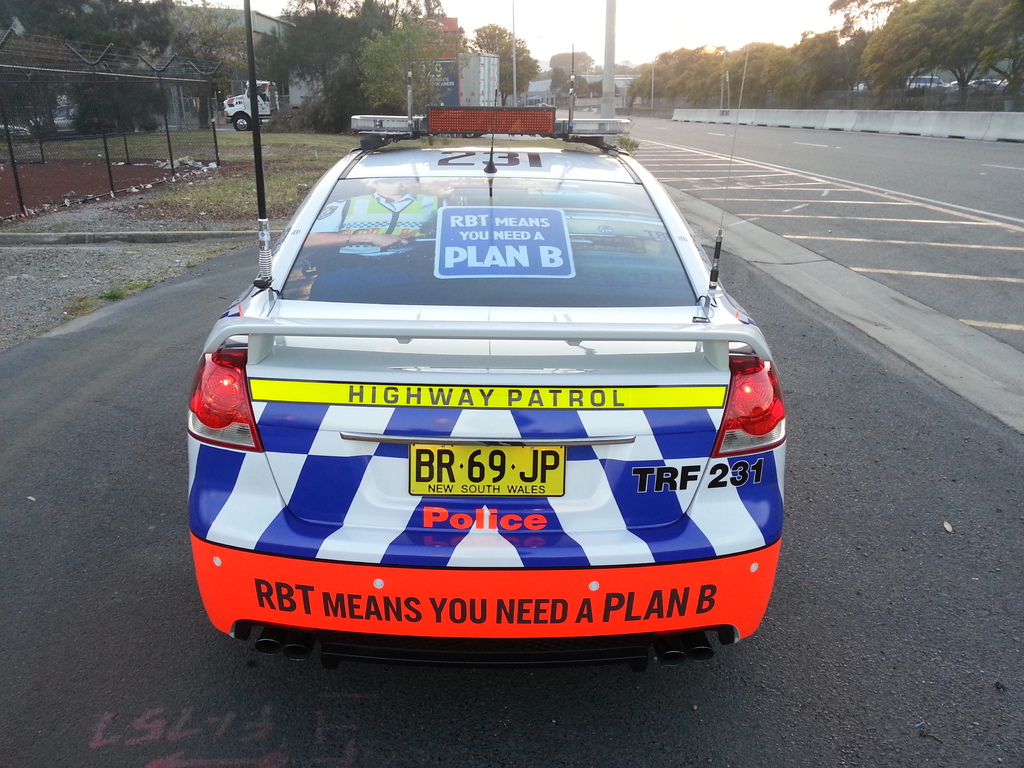 231
RBT MEANS
YOU NEED A
PLAN B
HIGHWAY PATROL
BR·69·JP
NEW SOUTH WALES
TRF 231
Police
RBT MEANS YOU NEED A PLAN B